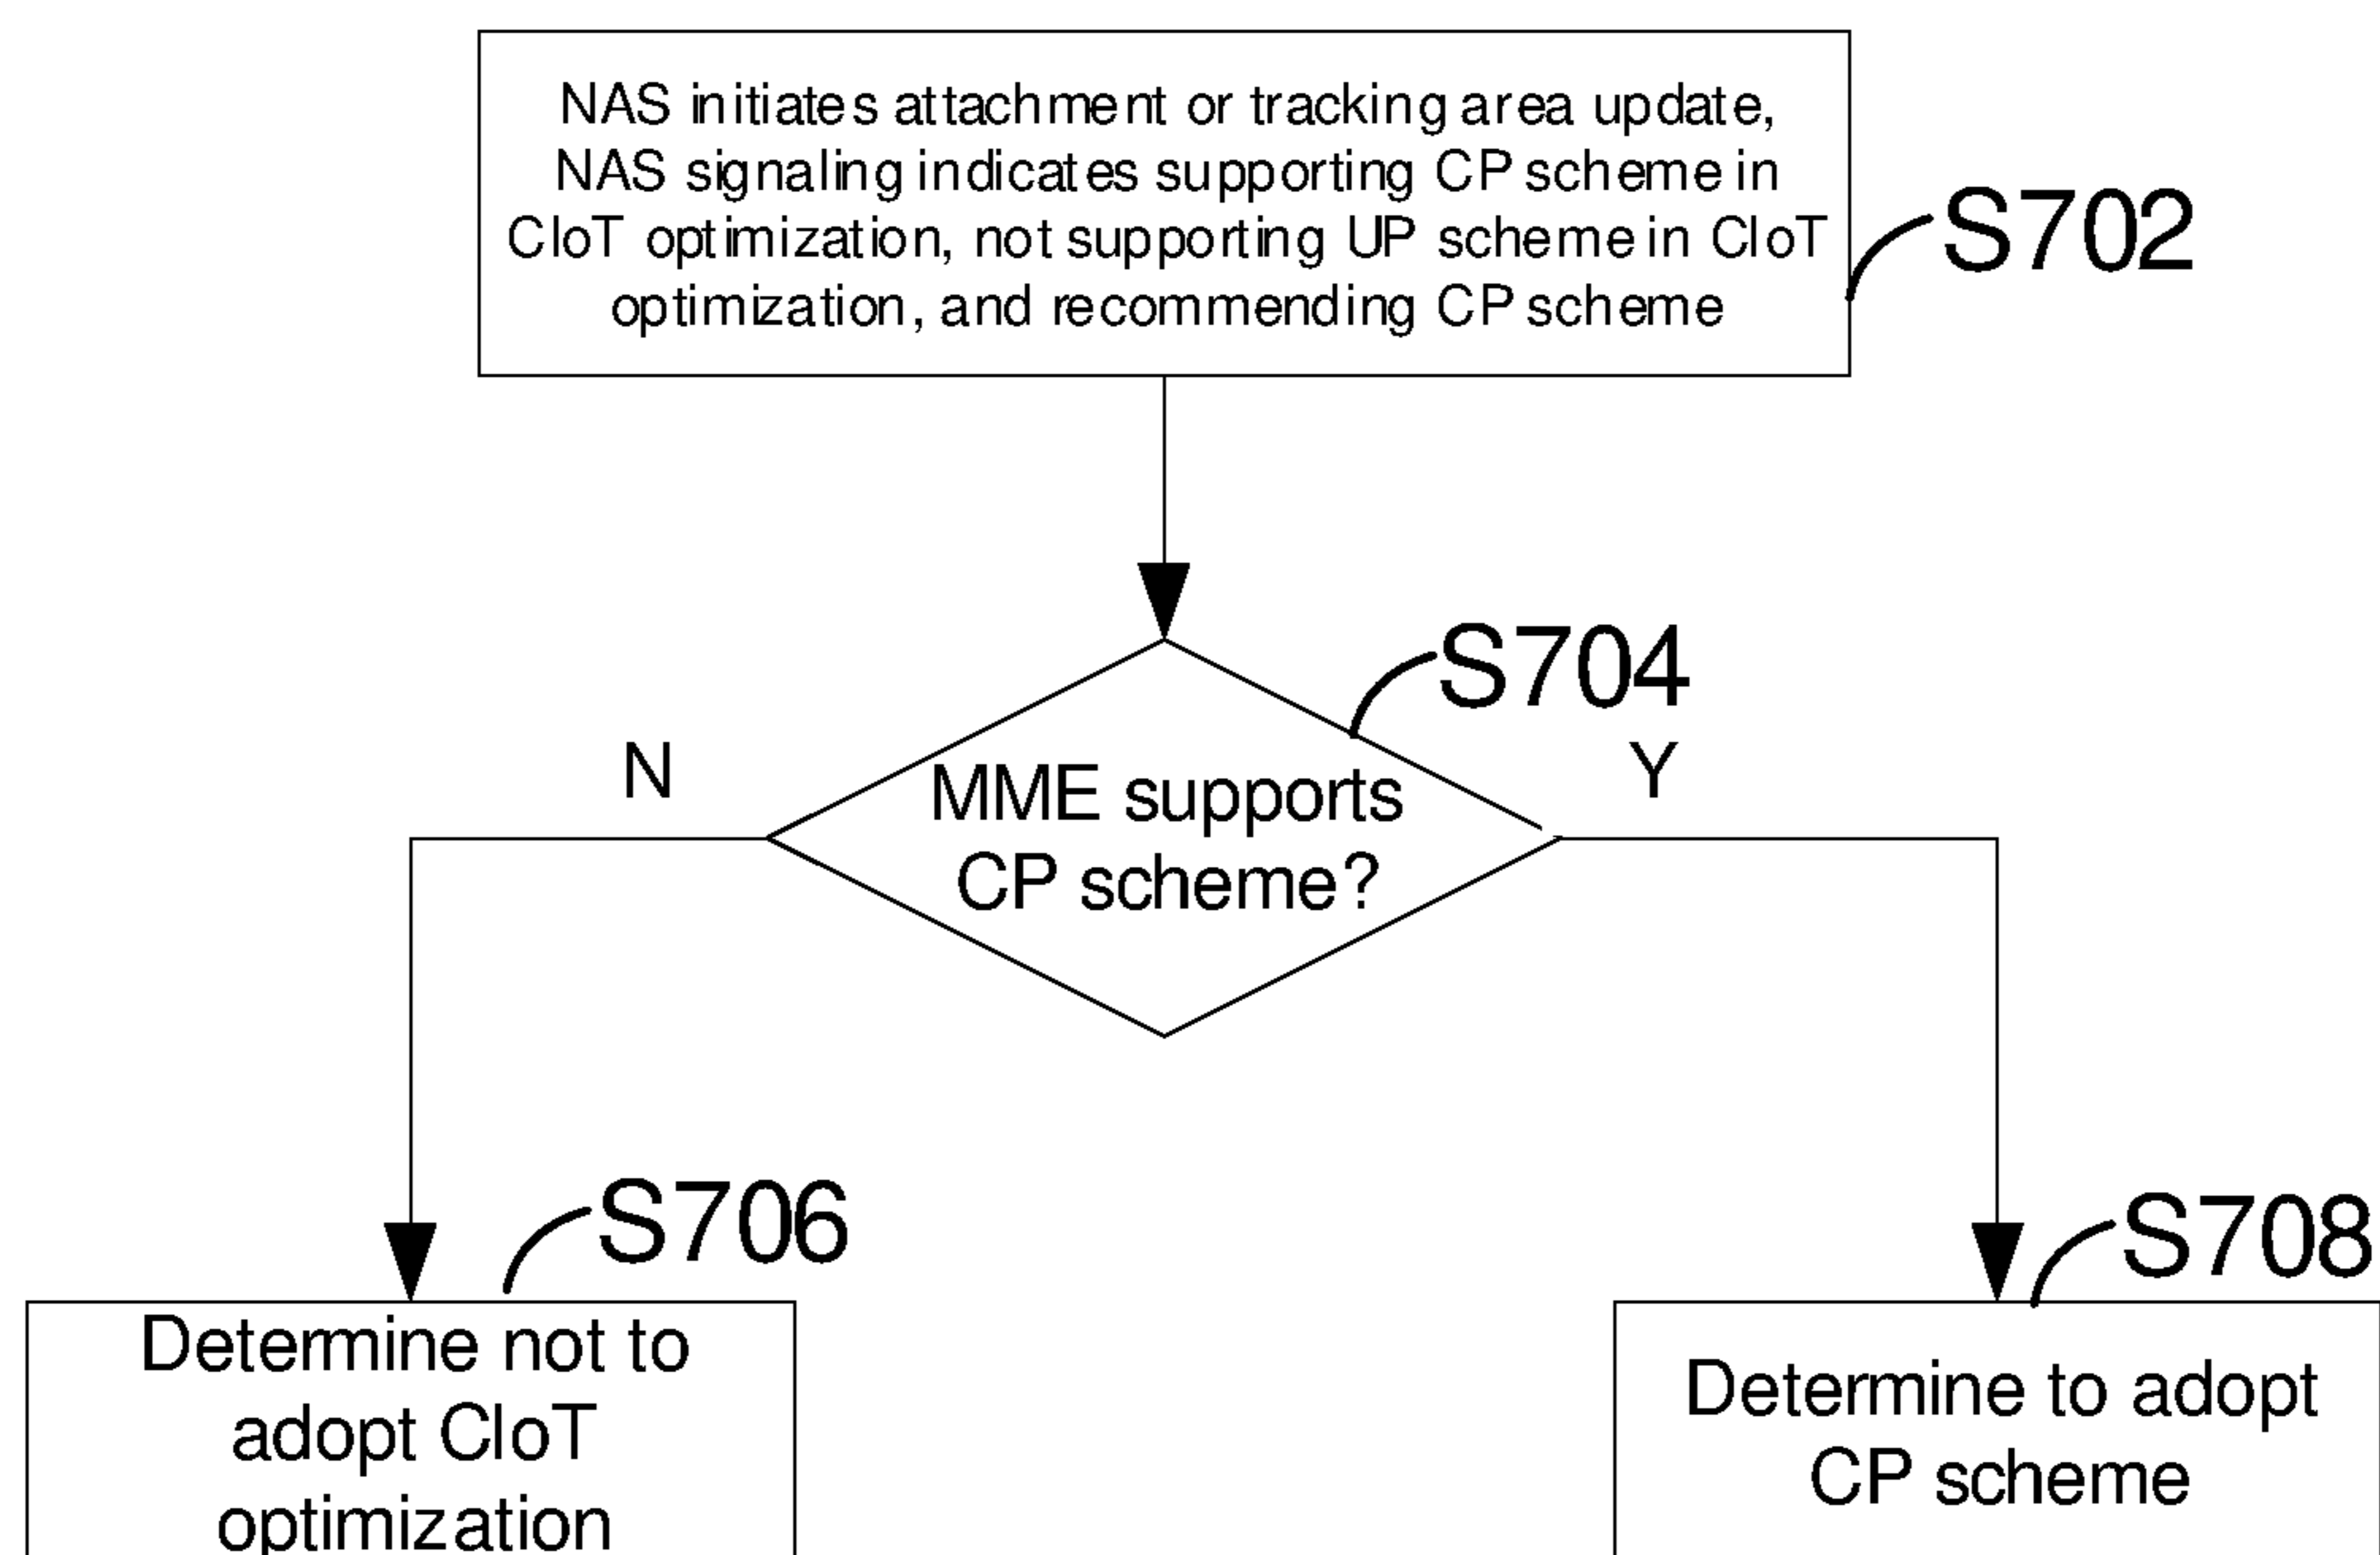 NAS initiates attachment or tracking area update,
NAS signaling indicates supporting CP scheme in
CIoT optimization, not supporting UP scheme in CIoT
optimization, and recommending CP scheme
S702
S704
N
Y
MME supports
CP scheme?
S706
S708
Determine not to
adopt CIoT
optimization
Determine to adopt
CP scheme